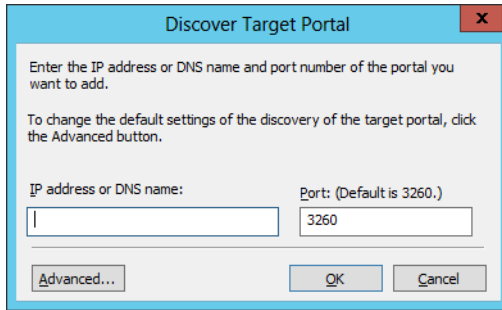 Discover Target Portal
x
Enter the IP address or DNS name and port number of the portal you
want to add.
To change the default settings of the discovery of the target portal, click
the Advanced button.
IP address or DNS name: Port: (Default is 3260.)
3260
Advanced... OK Cancel